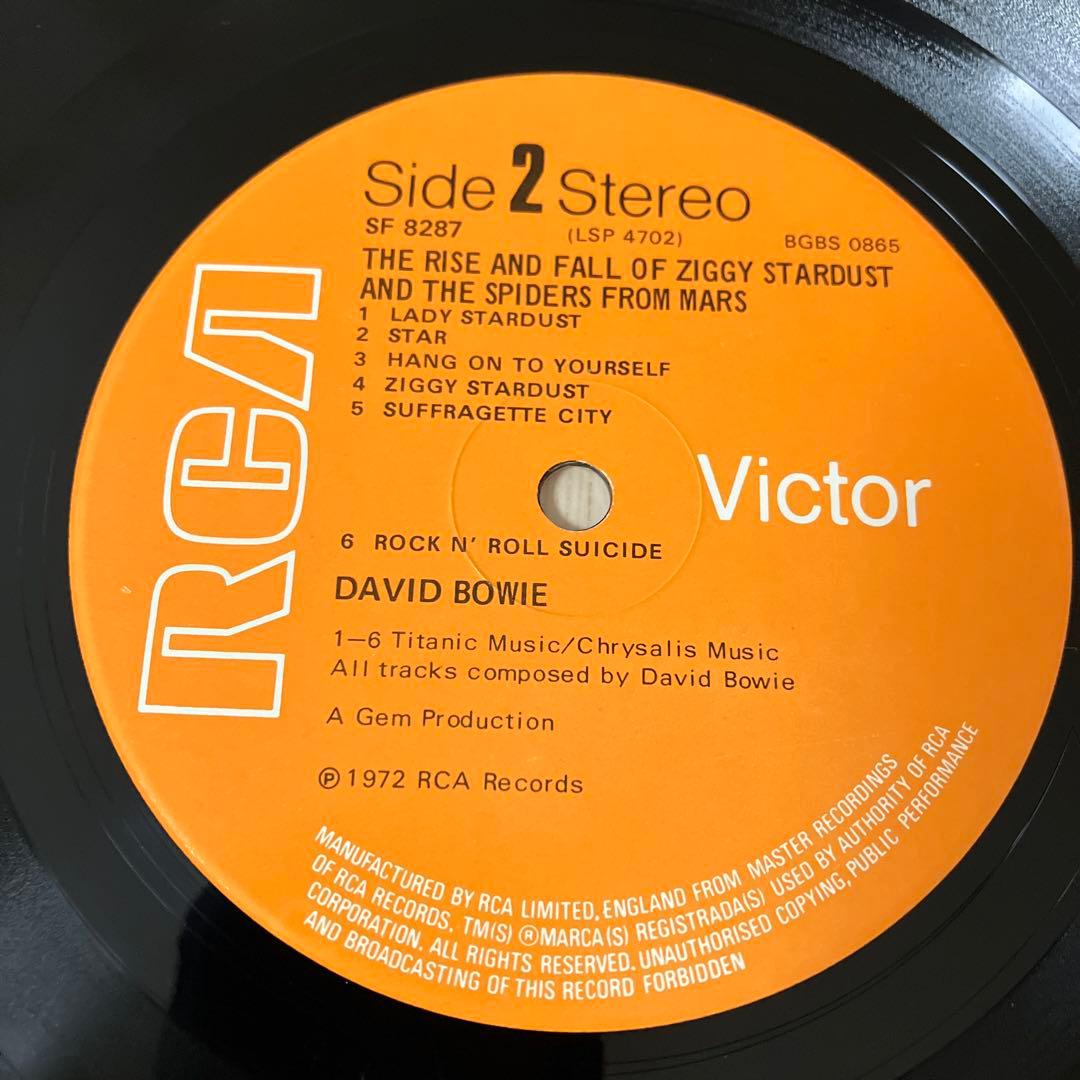 Side 2 Stereo
SF 8287 (LSP 4702) BGBS 0865
THE RISE AND FALL OF ZIGGY STARDUST
AND THE SPIDERS FROM MARS
1 LADY STARDUST
2 STAR
3 HANG ON TO YOURSELF
4 ZIGGY STARDUST
5 SUFFRAGETTE CITY
RCA
Victor
6 ROCK N' ROLL SUICIDE
DAVID BOWIE
1—6 Titanic Music/Chrysalis Music
All tracks composed by David Bowie
A Gem Production
Ⓟ1972 RCA Records
MANUFACTURED BY RCA LIMITED, ENGLAND FROM MASTER RECORDINGS
OF RCA RECORDS. TM(S) ®MARCA(S) REGISTRADA(S) USED BY AUTHORITY OF RCA
CORPORATION. ALL RIGHTS RESERVED. UNAUTHORISED COPYING, PUBLIC PERFORMANCE
AND BROADCASTING OF THIS RECORD FORBIDDEN